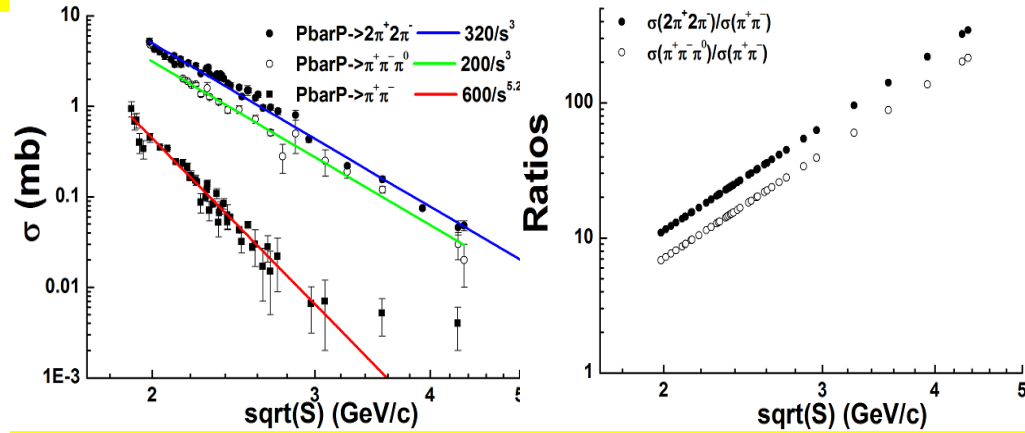 σ (mb)
10
1
0.1
0.01
1E-3
PbarP->2π⁺2π⁻ 320/s³
PbarP->π⁺π⁻π⁰ 200/s³
PbarP->π⁺π⁻ 600/s⁵·²
2 3 4 5
sqrt(S) (GeV/c)
Ratios
100
10
1
σ(2π⁺2π⁻)/σ(π⁺π⁻)
σ(π⁺π⁻π⁰)/σ(π⁺π⁻)
2 3 4 5
sqrt(S) (GeV/c)